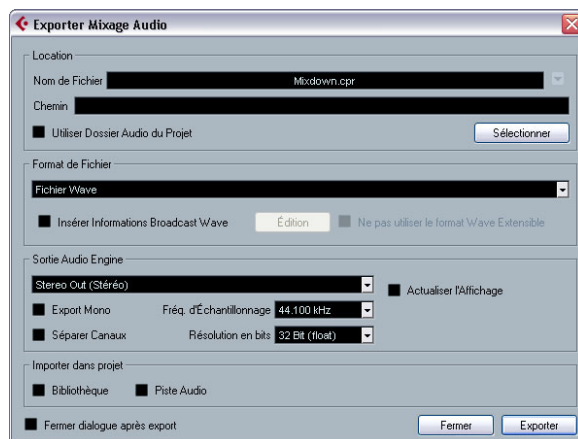 Exporter Mixage Audio
Location
Nom de Fichier Mixdown.cpr
Chemin
Utiliser Dossier Audio du Projet Sélectionner
Format de Fichier
Fichier Wave
Insérer Informations Broadcast Wave Édition Ne pas utiliser le format Wave Extensible
Sortie Audio Engine
Stereo Out (Stéréo) Actualiser l'Affichage
Export Mono Fréq. d'Échantillonnage 44.100 kHz
Séparer Canaux Résolution en bits 32 Bit (float)
Importer dans projet
Bibliothèque Piste Audio
Fermer dialogue après export Fermer Exporter